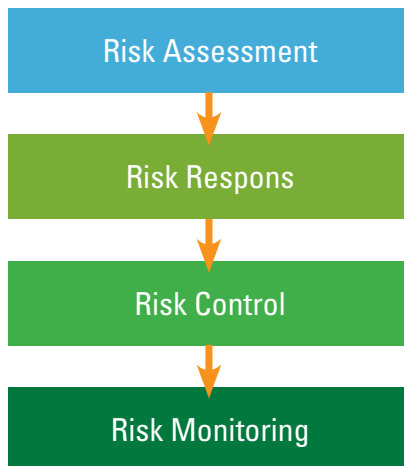 Risk Assessment
Risk Respons
Risk Control
Risk Monitoring